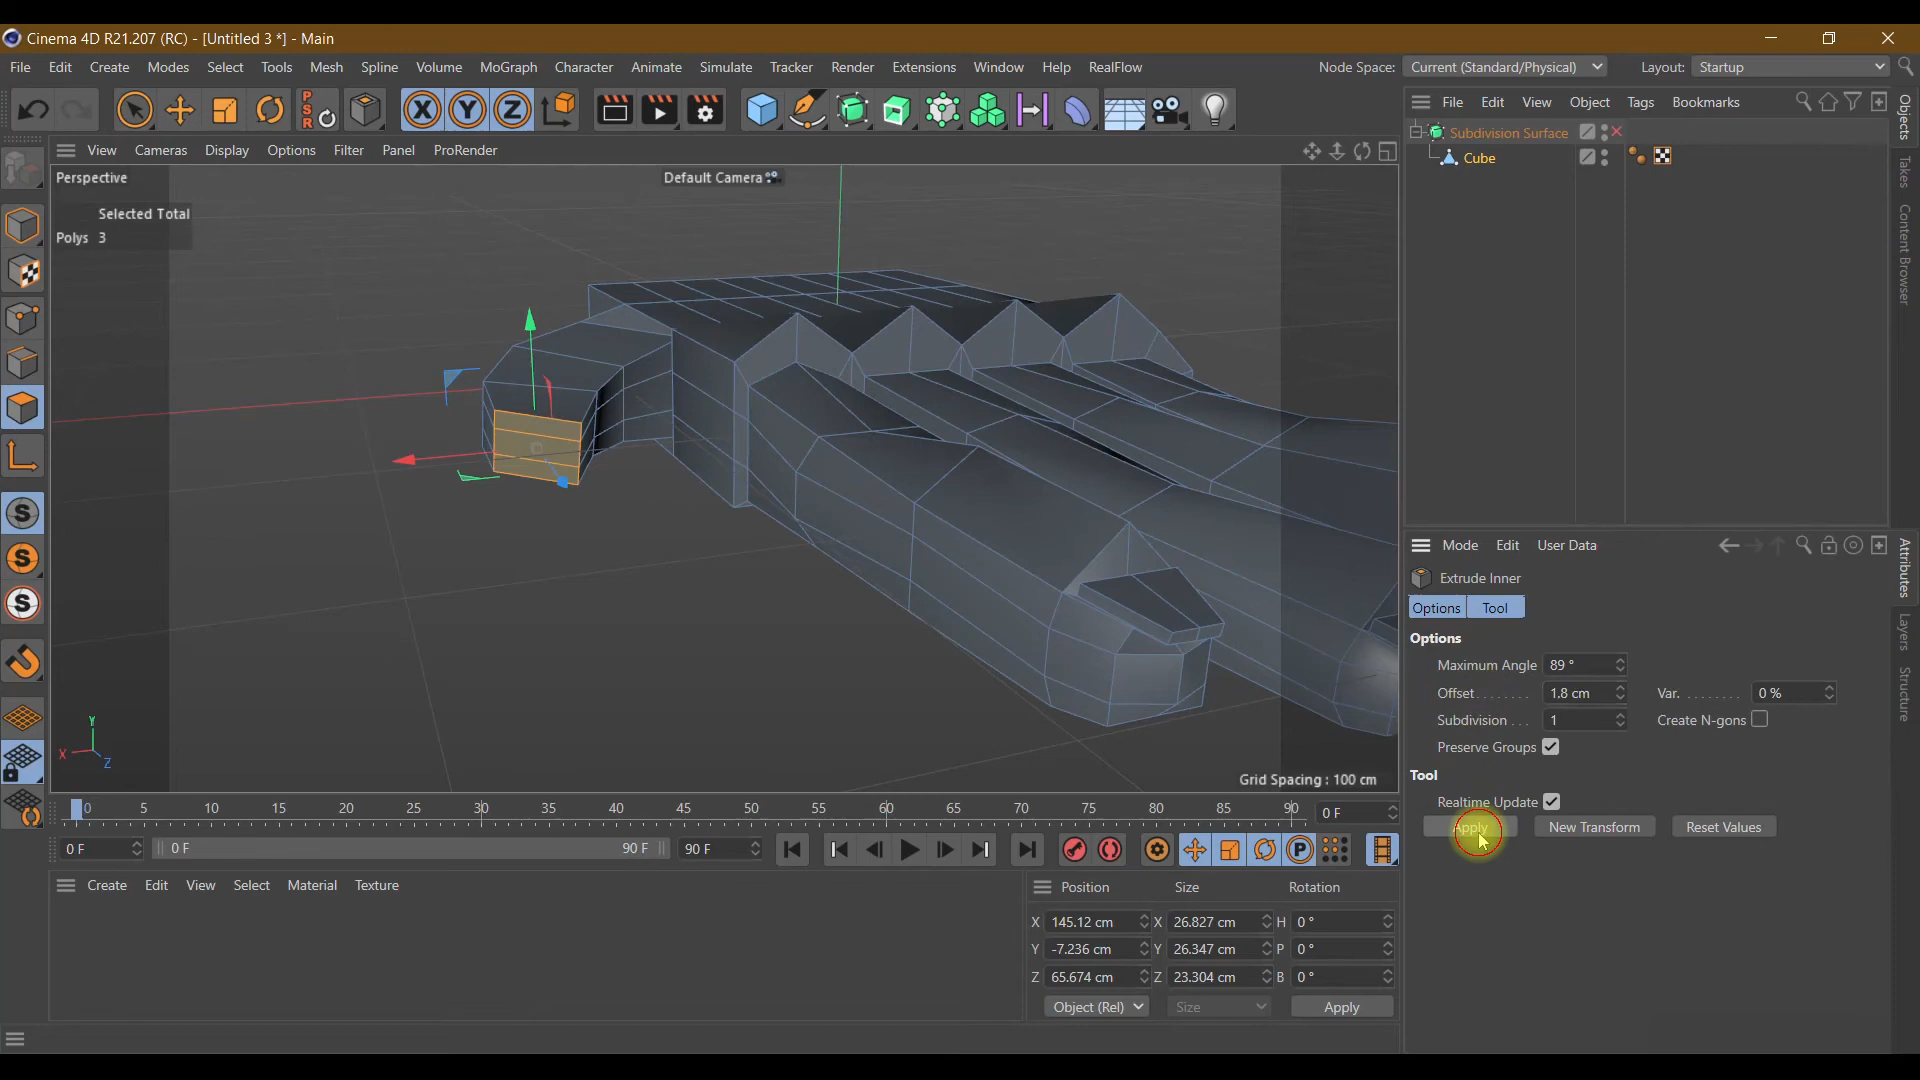 Cinema 4D R21.207 (RC) - [Untitled 3 *] - Main
File Edit Create Modes Select Tools Mesh Spline Volume MoGraph Character Animate Simulate Tracker Render Extensions Window Help RealFlow Node Space: Current (Standard/Physical) Layout: Startup
PSR X Y Z
File Edit View Object Tags Bookmarks
Subdivision Surface
Cube
Objects
Takes
Content Browser
View Cameras Display Options Filter Panel ProRender
Perspective
Default Camera
Selected Total
Polys 3
S
S
S
Y
X
Z
Grid Spacing : 100 cm
Mode Edit User Data
Extrude Inner
Options Tool
Options
Maximum Angle 89 °
Offset 1.8 cm Var. 0 %
Subdivision 1 Create N-gons
Preserve Groups
Tool
Realtime Update
Apply New Transform Reset Values
Attributes
Layers
Structure
0 5 10 15 20 25 30 35 40 45 50 55 60 65 70 75 80 85 90 0 F
0 F 0 F 90 F 90 F P
Create Edit View Select Material Texture
Position Size Rotation
X 145.12 cm X 26.827 cm H 0 °
Y -7.236 cm Y 26.347 cm P 0 °
Z 65.674 cm Z 23.304 cm B 0 °
Object (Rel) Size Apply